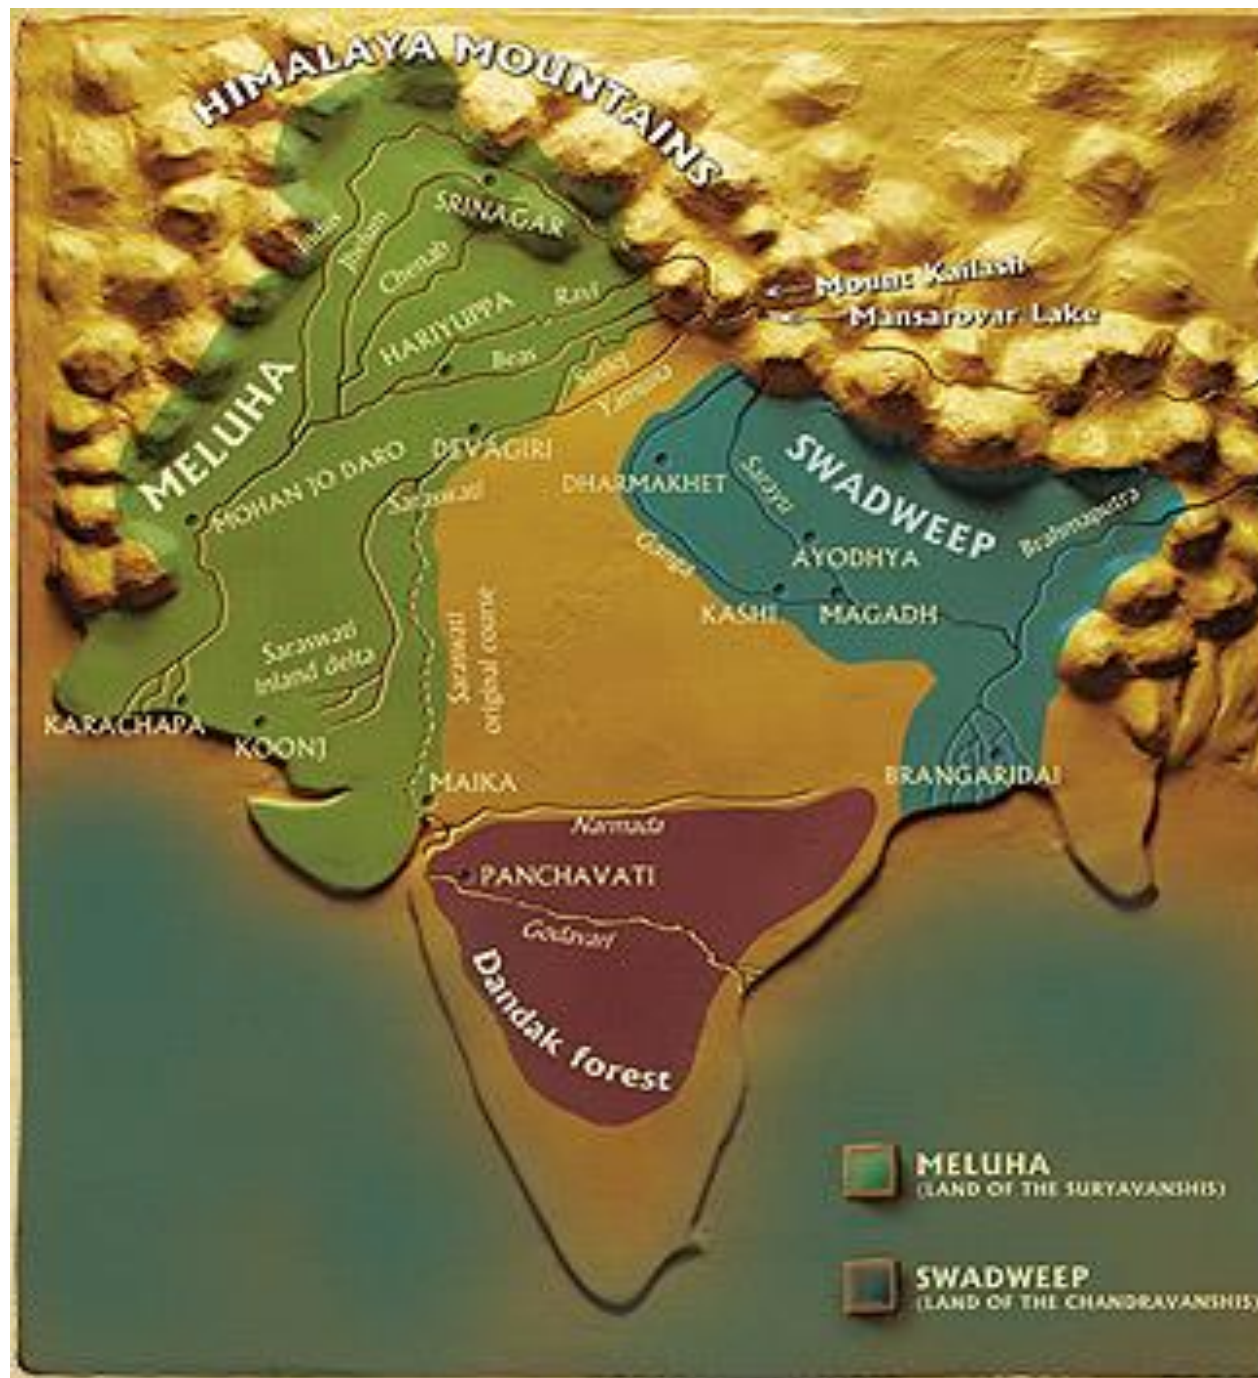 HIMALAYA MOUNTAINS
SRINAGAR
Indus
Jhelum
Chenab
Ravi
HARIYUPPA
Beas
Yamuna
Mount Kailash
Mansarovar Lake
MELUHA
MOHAN JO DARO
DEVAGIRI
Saraswati
DHARMAKHET
Sarayu
SWADWEEP
Brahmaputra
Ganga
AYODHYA
KASHI
MAGADH
Saraswati
Inland delta
Sarawati
original course
KARACHAPA
KOONJ
MAIKA
BRANGARIDAI
Narmada
PANCHAVATI
Godavari
Dandak forest
MELUHA
(LAND OF THE SURYAVANSHIS)
SWADWEEP
(LAND OF THE CHANDRAVANSHIS)